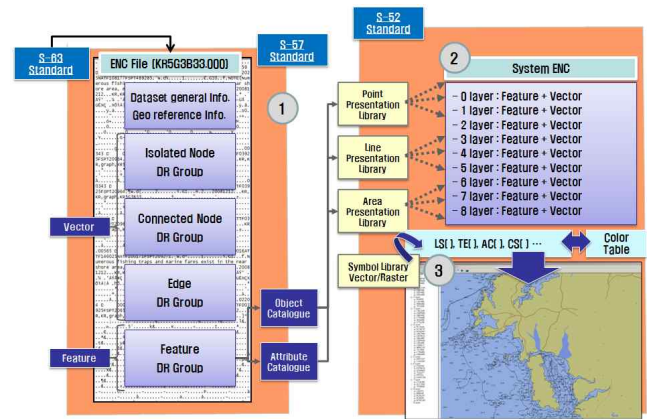 S-63
Standard
S-57
Standard
S-52
Standard
ENC File (KR5G3B33.000)
Dataset general Info.
Geo reference Info.
Isolated Node
DR Group
Connected Node
DR Group
Edge
DR Group
Feature
DR Group
Vector
Feature
1
Object
Catalogue
Attribute
Catalogue
Point
Presentation
Library
Line
Presentation
Library
Area
Presentation
Library
Symbol Library
Vector/Raster
2
System ENC
- 0 layer : Feature + Vector
- 1 layer : Feature + Vector
- 2 layer : Feature + Vector
- 3 layer : Feature + Vector
- 4 layer : Feature + Vector
- 5 layer : Feature + Vector
- 6 layer : Feature + Vector
- 7 layer : Feature + Vector
- 8 layer : Feature + Vector
LS( ), TE( ), AC( ), CS( ) ...
Color
Table
3